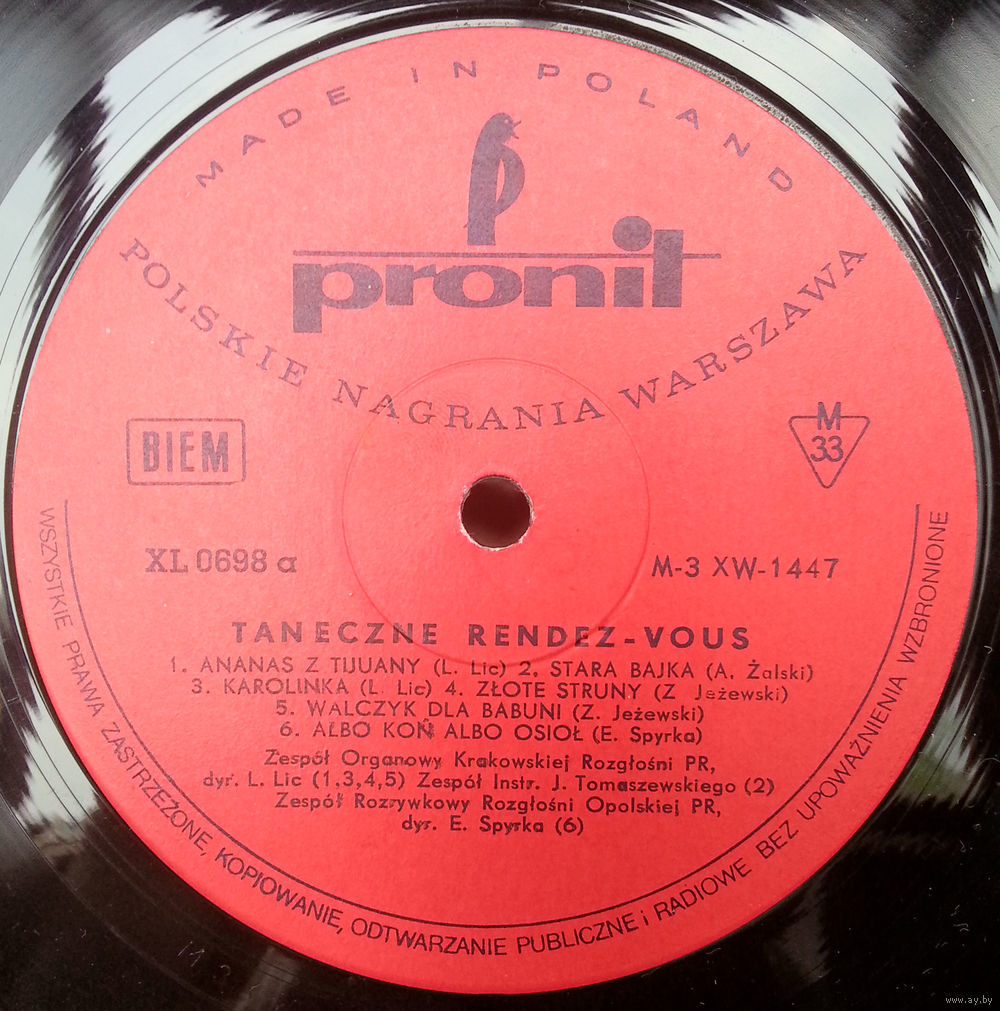 MADE IN POLAND
pronit
POLSKIE NAGRANIA WARSZAWA
BIEM
M
33
XL 0698 a
M-3 XW-1447
TANECZNE RENDEZ-VOUS
1. ANANAS Z TIJUANY (L. Lic) 2. STARA BAJKA (A. Żalski)
3. KAROLINKA (L. Lic) 4. ZŁOTE STRUNY (Z Jeżewski)
5. WALCZYK DLA BABUNI (Z. Jeżewski)
6. ALBO KOŃ ALBO OSIOŁ (E. Spyrka)
Zespół Organowy Krakowskiej Rozgłośni PR,
dyr. L. Lic (1,3,4,5) Zespół Instr. J. Tomaszewskiego (2)
Zespół Rozrywkowy Rozgłośni Opolskiej PR,
dyr. E. Spyrka (6)
WSZYSTKIE PRAWA ZASTRZEŻONE, KOPIOWANIE, ODTWARZANIE PUBLICZNE i RADIOWE BEZ UPOWAŻNIENIA WZBRONIONE
www.ay.by